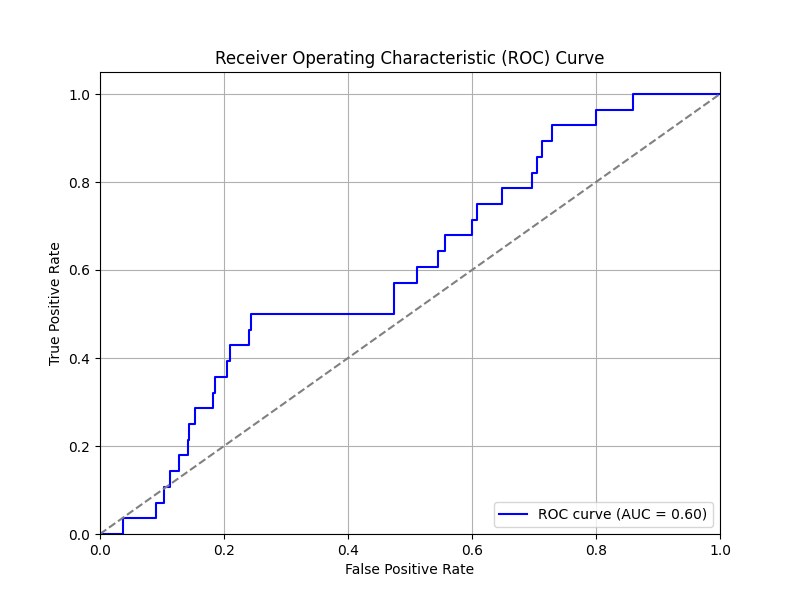 Receiver Operating Characteristic (ROC) Curve
True Positive Rate
1.0
0.8
0.6
0.4
0.2
0.0
0.0 0.2 0.4 0.6 0.8 1.0
False Positive Rate
ROC curve (AUC = 0.60)